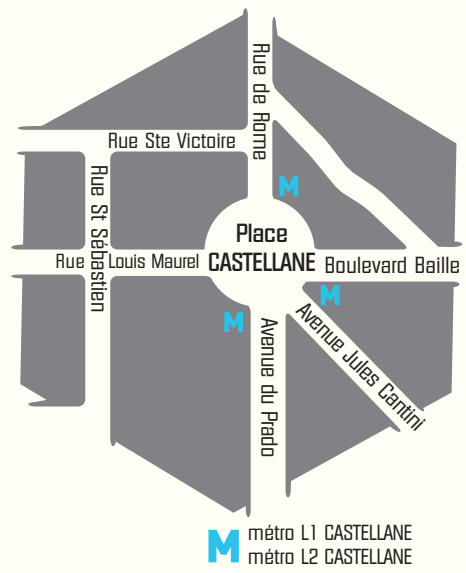 Rue de Rome
Rue Ste Victoire
Rue St Sébastien
M
Place
CASTELLANE
Rue Louis Maurel
Boulevard Baille
M
M
Avenue du Prado
Avenue Jules Cantini
M métro L1 CASTELLANE
métro L2 CASTELLANE